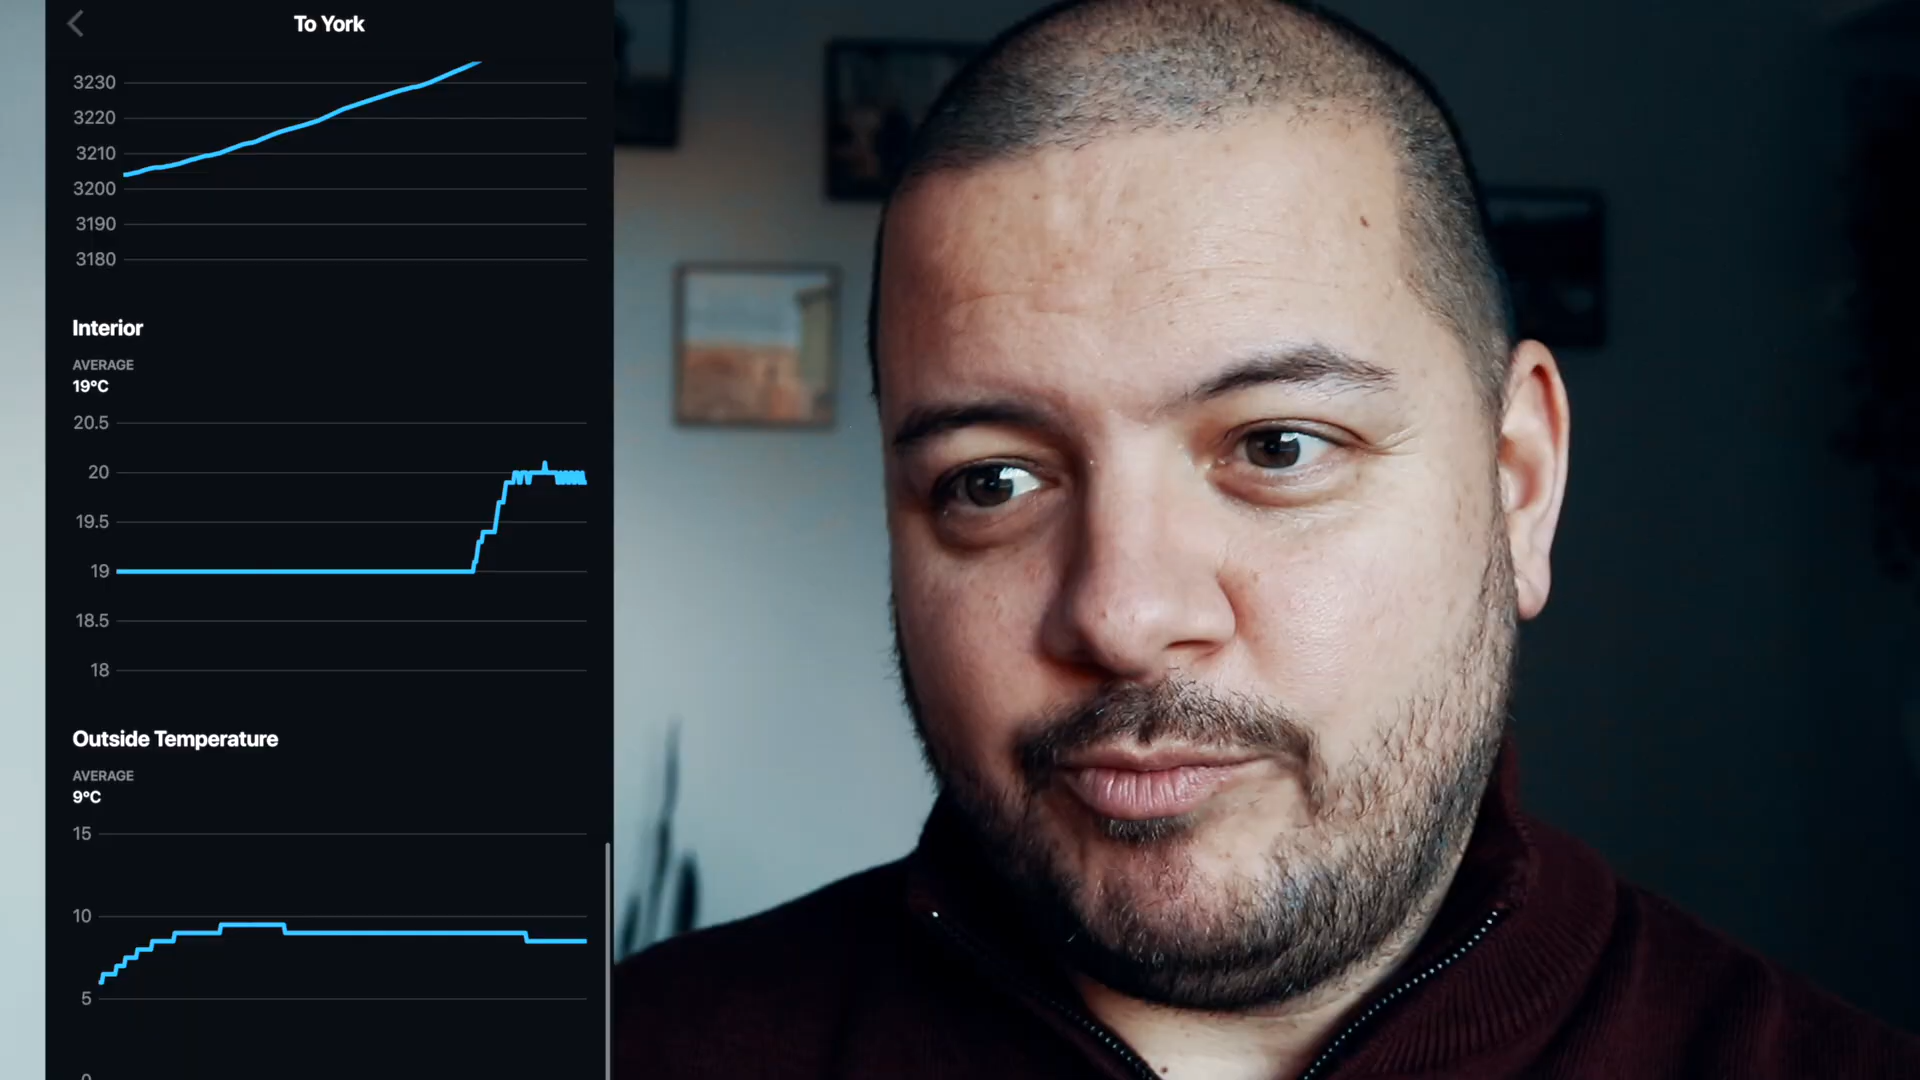 To York
3230
3220
3210
3200
3190
3180
Interior
AVERAGE
19°C
20.5
20
19.5
19
18.5
18
Outside Temperature
AVERAGE
9°C
15
10
5